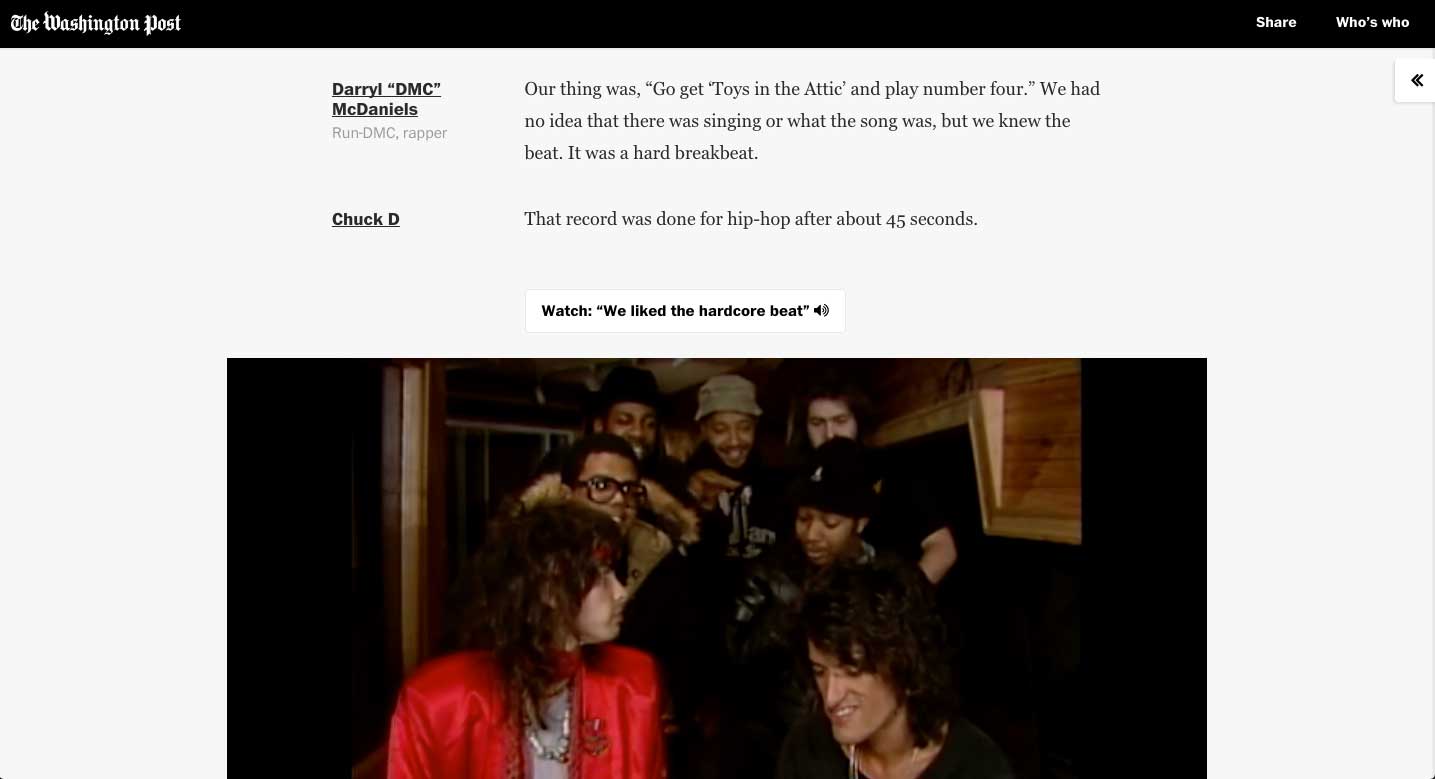 The Washington Post
Share
Who’s who
Darryl “DMC”
McDaniels
Run-DMC, rapper
Our thing was, “Go get ‘Toys in the Attic’ and play number four.” We had
no idea that there was singing or what the song was, but we knew the
beat. It was a hard breakbeat.
Chuck D
That record was done for hip-hop after about 45 seconds.
Watch: “We liked the hardcore beat”